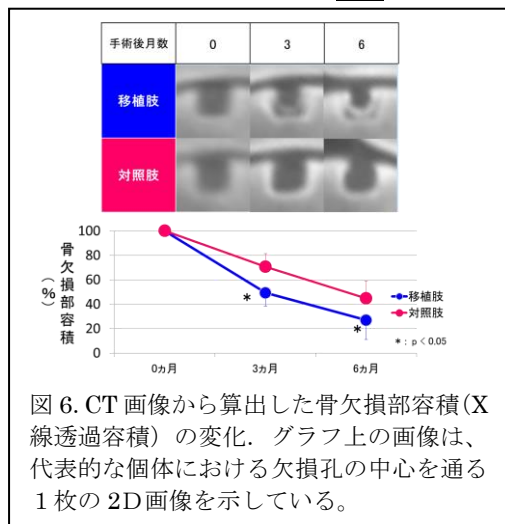 手術後月数 0 3 6
移植肢
対照肢
骨欠損部容積
(%)
100
80
60
40
20
0
*
*
移植肢
対照肢
*:p<0.05
0ヵ月 3ヵ月 6ヵ月
図 6. CT 画像から算出した骨欠損部容積(X
線透過容積）の変化．グラフ上の画像は、
代表的な個体における欠損孔の中心を通る
１枚の 2D画像を示している。